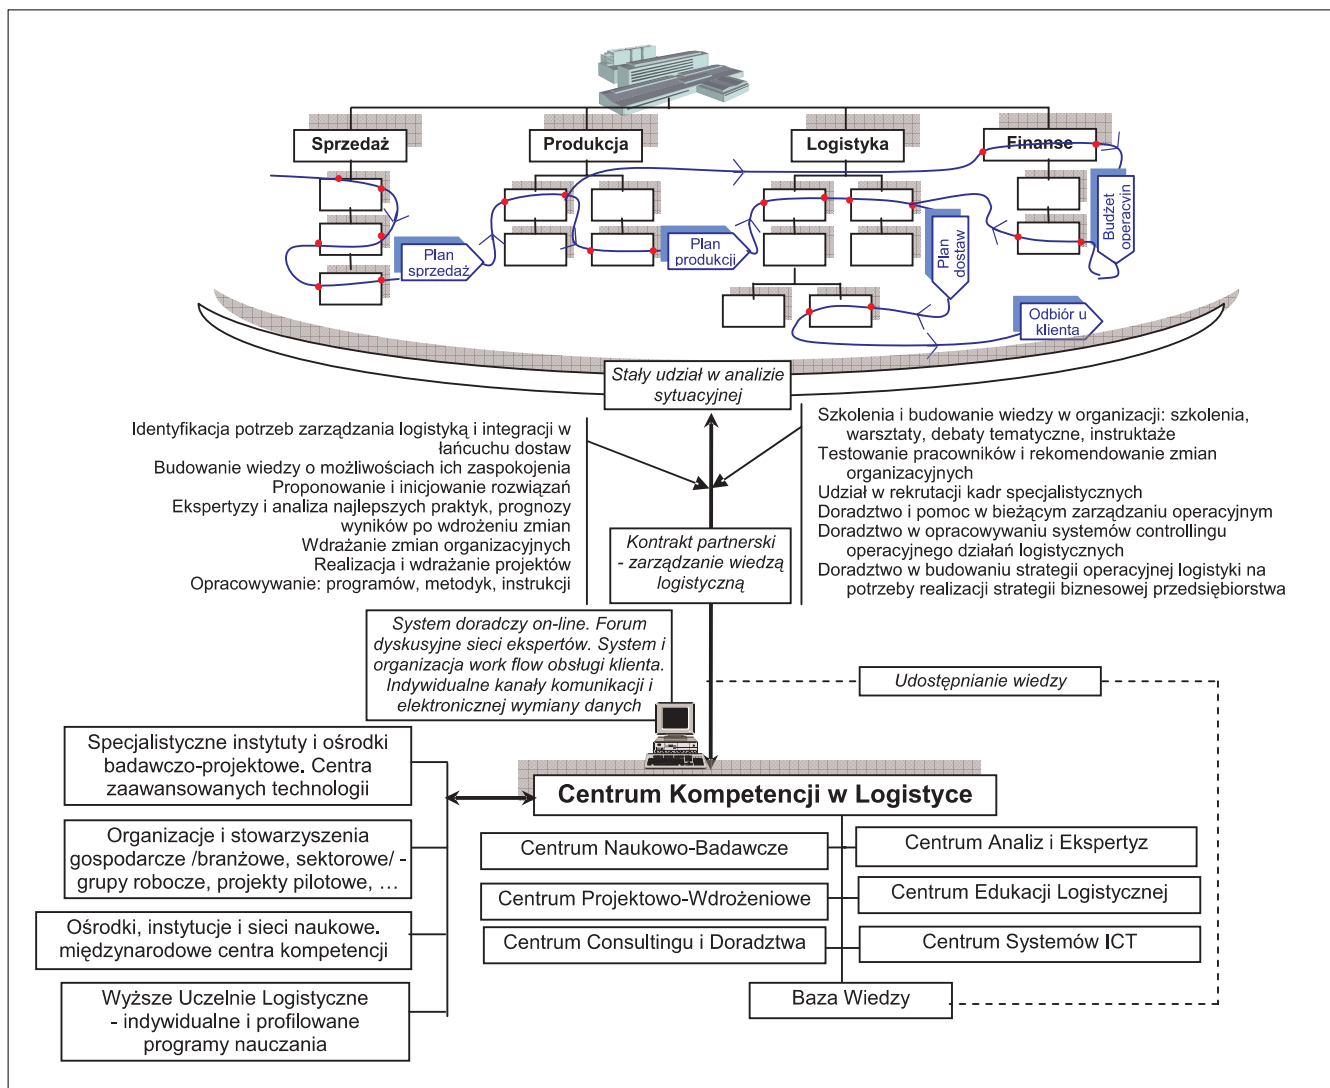 Sprzedaż
Produkcja
Logistyka
Finanse
Plan
sprzedaż
Plan
produkcji
Plan
dostaw
Budżet
operacyin
Odbiór u
klienta
Stały udział w analizie
sytuacyjnej
Identyfikacja potrzeb zarządzania logistyką i integracji w
łańcuchu dostaw
Budowanie wiedzy o możliwościach ich zaspokojenia
Proponowanie i inicjowanie rozwiązań
Ekspertyzy i analiza najlepszych praktyk, prognozy
wyników po wdrożeniu zmian
Wdrażanie zmian organizacyjnych
Realizacja i wdrażanie projektów
Opracowywanie: programów, metodyk, instrukcji
Szkolenia i budowanie wiedzy w organizacji: szkolenia,
warsztaty, debaty tematyczne, instruktaże
Testowanie pracowników i rekomendowanie zmian
organizacyjnych
Udział w rekrutacji kadr specjalistycznych
Doradztwo i pomoc w bieżącym zarządzaniu operacyjnym
Doradztwo w opracowywaniu systemów controllingu
operacyjnego działań logistycznych
Doradztwo w budowaniu strategii operacyjnej logistyki na
potrzeby realizacji strategii biznesowej przedsiębiorstwa
Kontrakt partnerski
- zarządzanie wiedzą
logistyczną
System doradczy on-line. Forum
dyskusyjne sieci ekspertów. System i
organizacja work flow obsługi klienta.
Indywidualne kanały komunikacji i
elektronicznej wymiany danych
Udostępnianie wiedzy
Specjalistyczne instytuty i ośrodki
badawczo-projektowe. Centra
zaawansowanych technologii
Organizacje i stowarzyszenia
gospodarcze /branżowe, sektorowe/ -
grupy robocze, projekty pilotowe, …
Ośrodki, instytucje i sieci naukowe.
międzynarodowe centra kompetencji
Wyższe Uczelnie Logistyczne
- indywidualne i profilowane
programy nauczania
Centrum Kompetencji w Logistyce
Centrum Naukowo-Badawcze
Centrum Analiz i Ekspertyz
Centrum Projektowo-Wdrożeniowe
Centrum Edukacji Logistycznej
Centrum Consultingu i Doradztwa
Centrum Systemów ICT
Baza Wiedzy